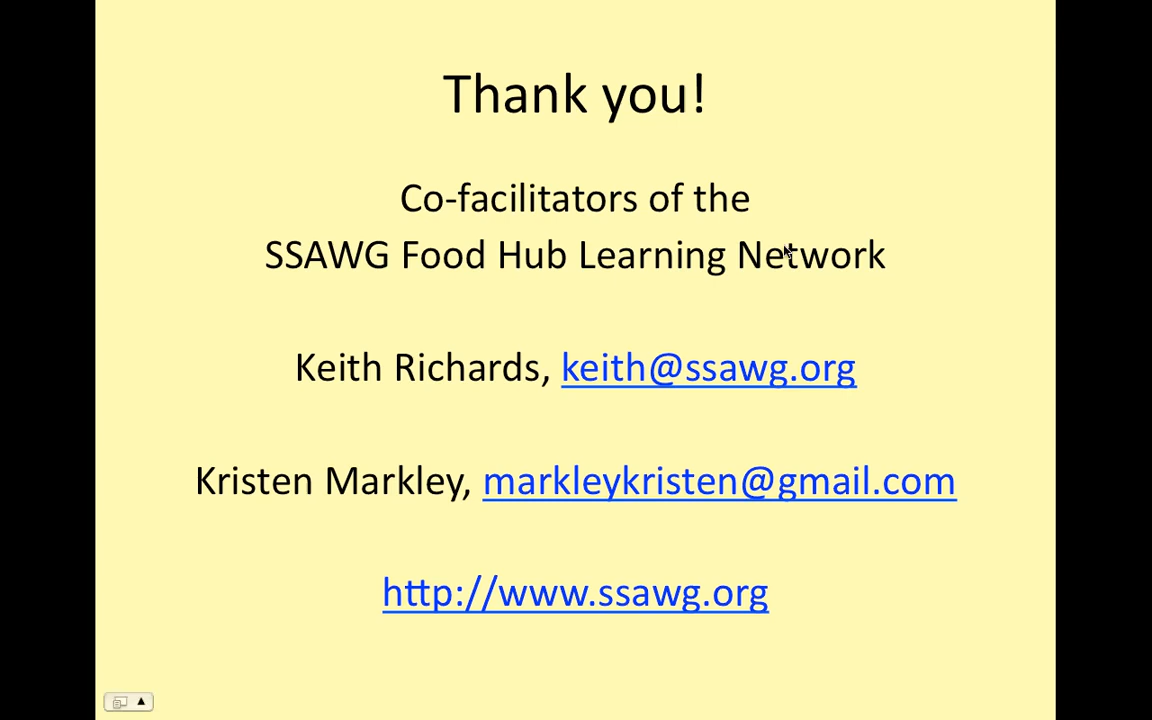 Thank you!
Co-facilitators of the
SSAWG Food Hub Learning Network
Keith Richards, keith@ssawg.org
Kristen Markley, markleykristen@gmail.com
http://www.ssawg.org